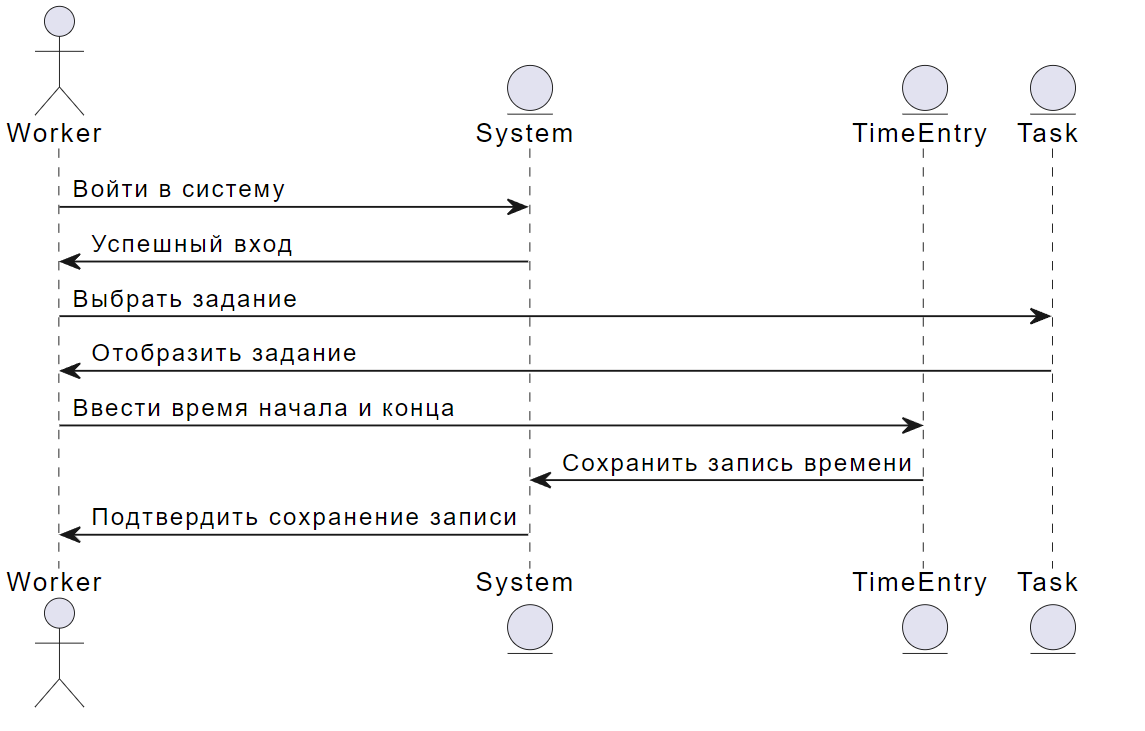 Worker
System
TimeEntry
Task
Войти в систему
Успешный вход
Выбрать задание
Отобразить задание
Ввести время начала и конца
Сохранить запись времени
Подтвердить сохранение записи
Worker
System
TimeEntry
Task